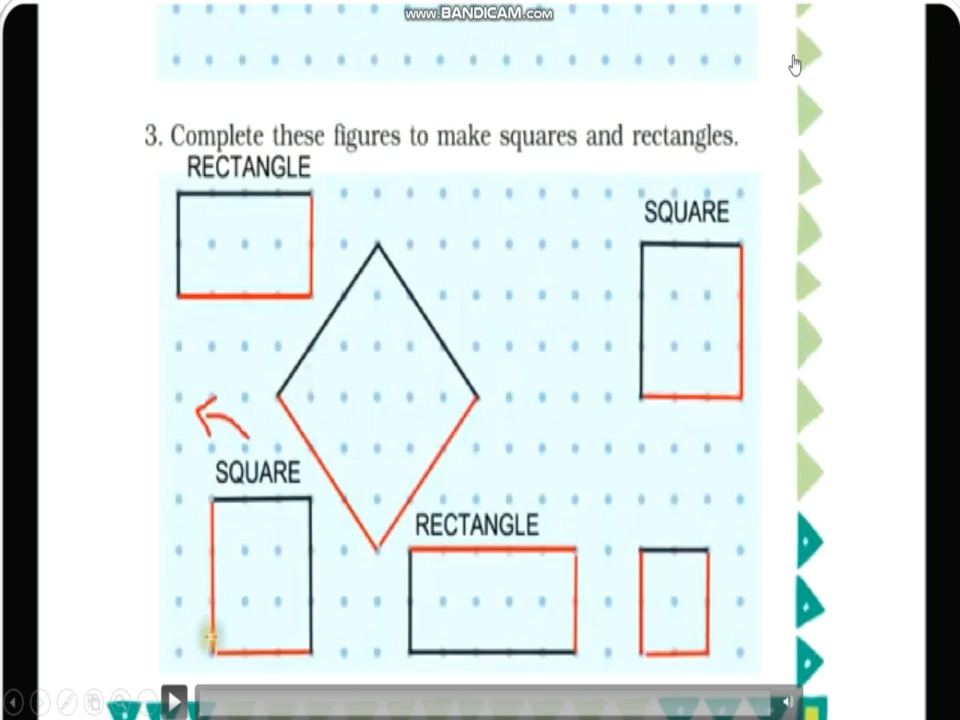 www.BANDICAM.com
3. Complete these figures to make squares and rectangles.
RECTANGLE
SQUARE
SQUARE
RECTANGLE